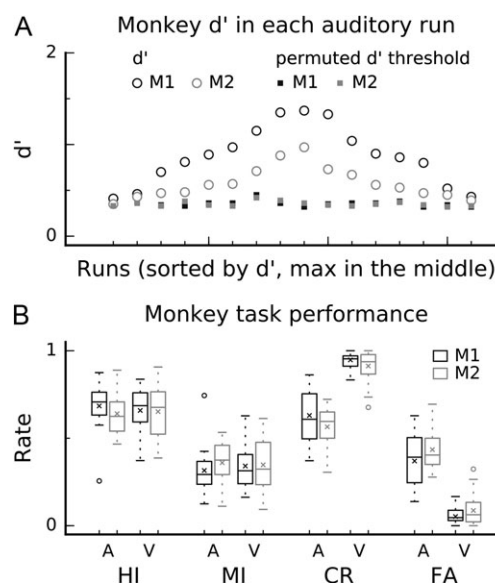 A Monkey d' in each auditory run
2
d' permuted d' threshold
M1 M2 M1 M2
d'
0
Runs (sorted by d', max in the middle)
B Monkey task performance
1
M1
M2
Rate
0
A V A V A V A V
HI MI CR FA